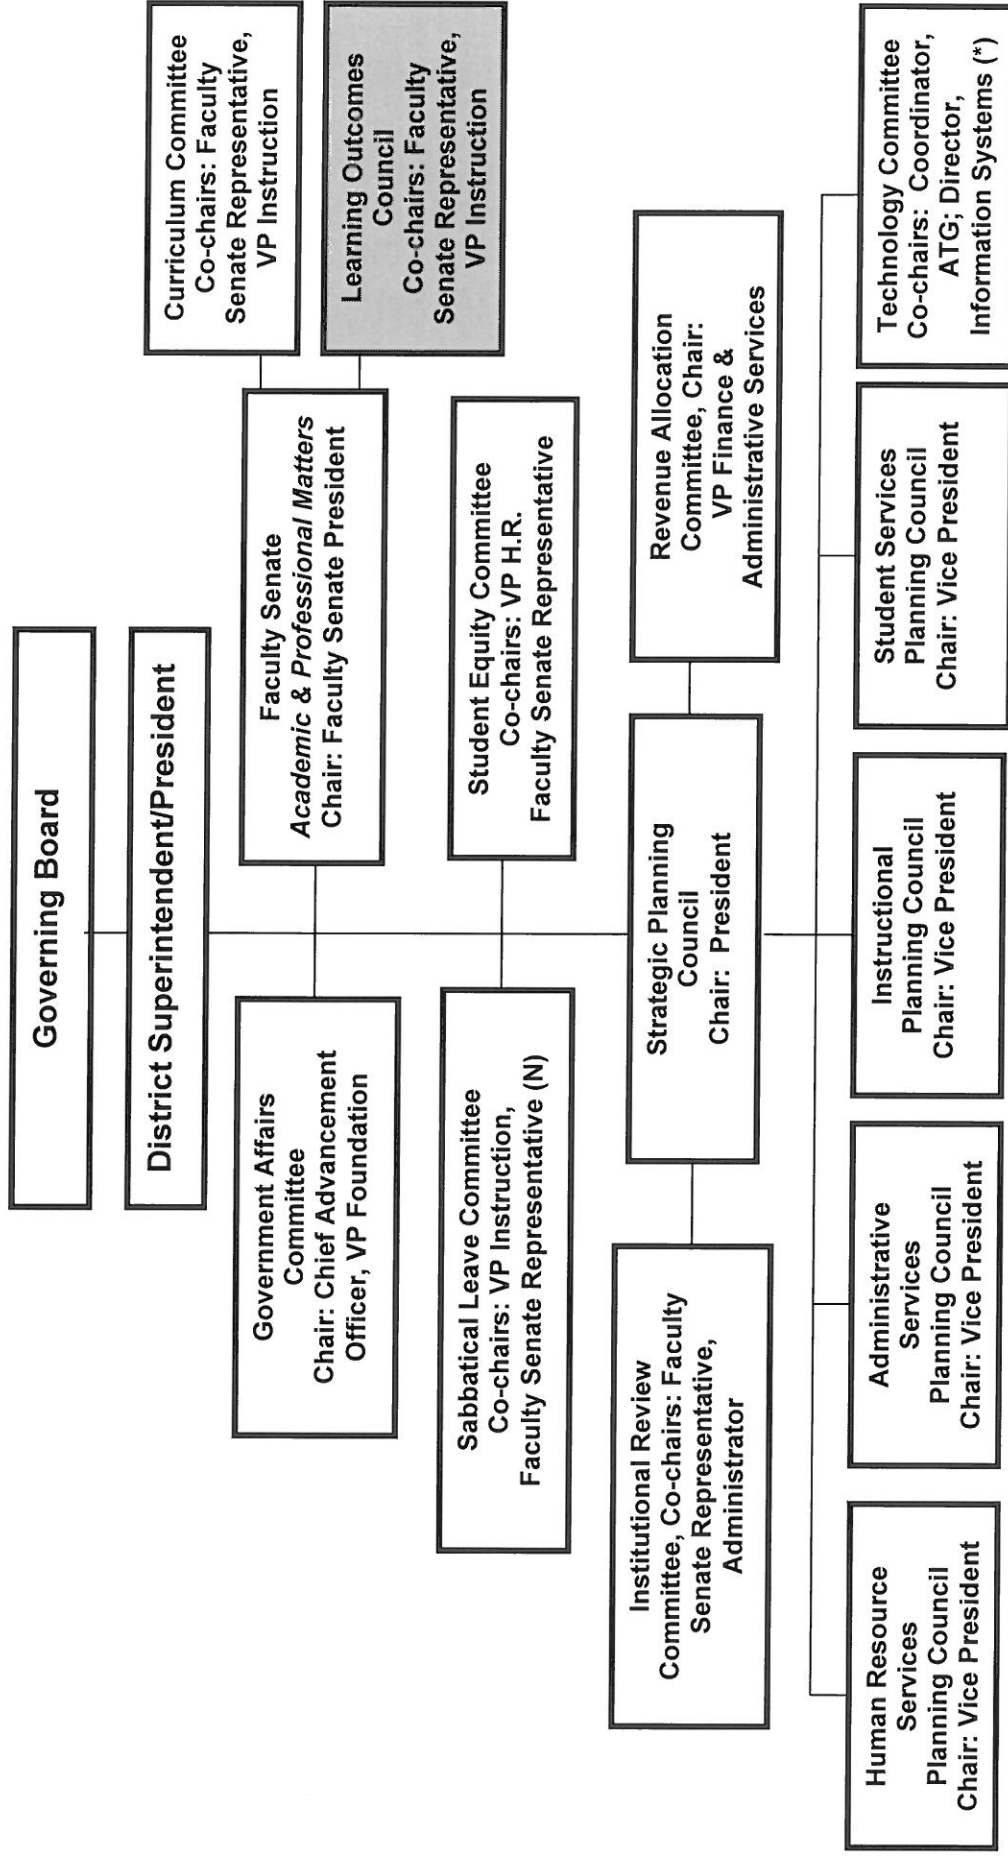 Governing Board
District Superintendent/President
Government Affairs
Committee
Chair: Chief Advancement
Officer, VP Foundation
Faculty Senate
Academic & Professional Matters
Chair: Faculty Senate President
Curriculum Committee
Co-chairs: Faculty
Senate Representative,
VP Instruction
Learning Outcomes
Council
Co-chairs: Faculty
Senate Representative,
VP Instruction
Sabbatical Leave Committee
Co-chairs: VP Instruction,
Faculty Senate Representative (N)
Student Equity Committee
Co-chairs: VP H.R.
Faculty Senate Representative
Institutional Review
Committee, Co-chairs: Faculty
Senate Representative,
Administrator
Strategic Planning
Council
Chair: President
Revenue Allocation
Committee, Chair:
VP Finance &
Administrative Services
Human Resource
Services
Planning Council
Chair: Vice President
Administrative
Services
Planning Council
Chair: Vice President
Instructional
Planning Council
Chair: Vice President
Student Services
Planning Council
Chair: Vice President
Technology Committee
Co-chairs: Coordinator,
ATG; Director,
Information Systems (*)